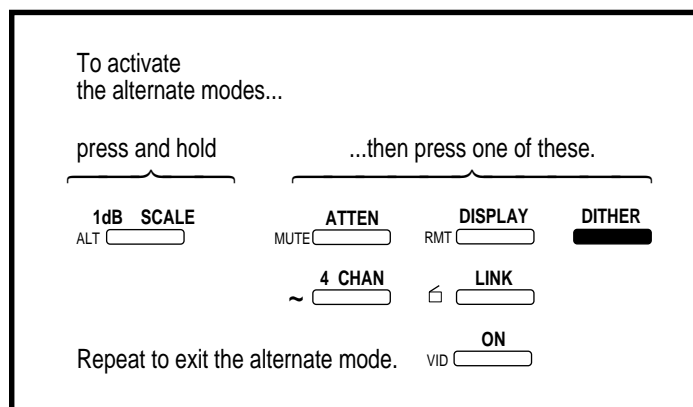 To activate
the alternate modes...
press and hold ...then press one of these.
1dB SCALE ATTEN DISPLAY DITHER
ALT MUTE RMT
4 CHAN LINK
~
ON
Repeat to exit the alternate mode. VID